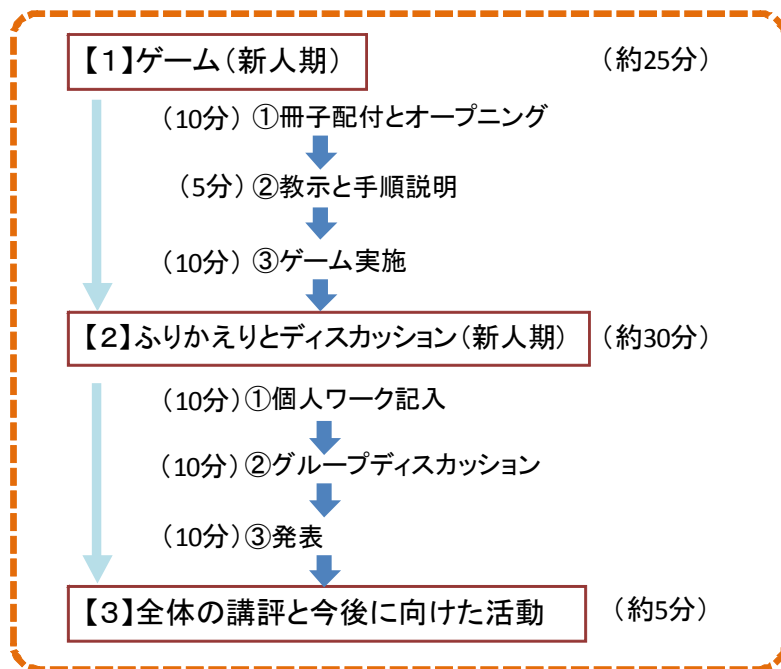 【１】ゲーム（新人期） （約25分）
（10分）①冊子配付とオープニング
（5分）②教示と手順説明
（10分）③ゲーム実施
【２】ふりかえりとディスカッション（新人期） （約30分）
（10分）①個人ワーク記入
（10分）②グループディスカッション
（10分）③発表
【３】全体の講評と今後に向けた活動 （約5分）